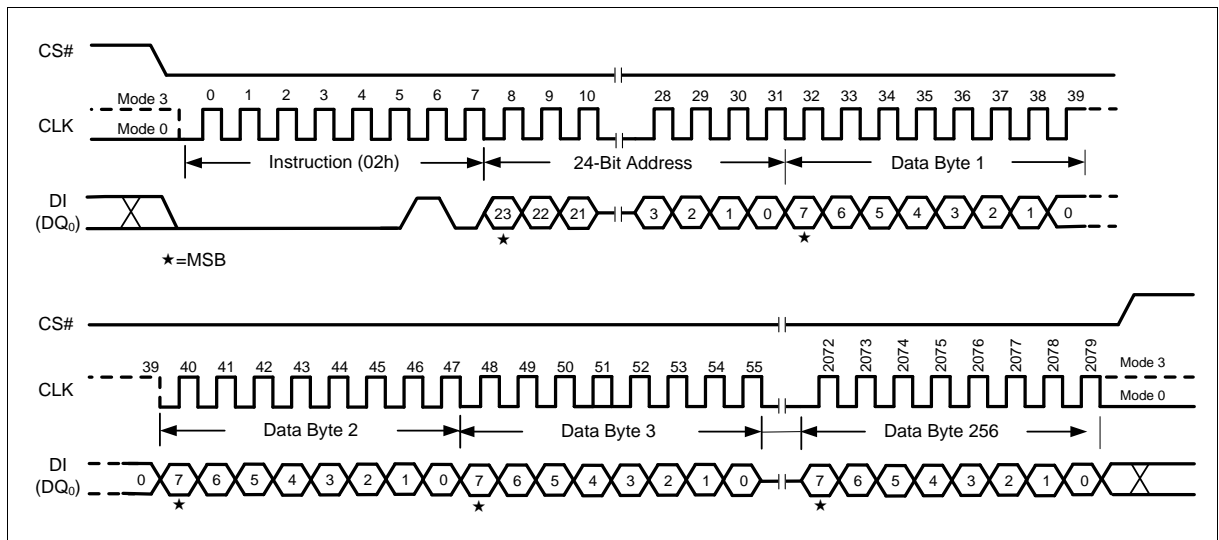 CS#
Mode 3 0 1 2 3 4 5 6 7 8 9 10 28 29 30 31 32 33 34 35 36 37 38 39
CLK Mode 0
Instruction (02h) 24-Bit Address Data Byte 1
DI
(DQ0) 23 22 21 3 2 1 0 7 6 5 4 3 2 1 0
★ ★
★=MSB
CS#
39 40 41 42 43 44 45 46 47 48 49 50 51 52 53 54 55 2072 2073 2074 2075 2076 2077 2078 2079 Mode 3
CLK Mode 0
Data Byte 2 Data Byte 3 Data Byte 256
DI
(DQ0) 0 7 6 5 4 3 2 1 0 7 6 5 4 3 2 1 0 7 6 5 4 3 2 1 0
★ ★ ★